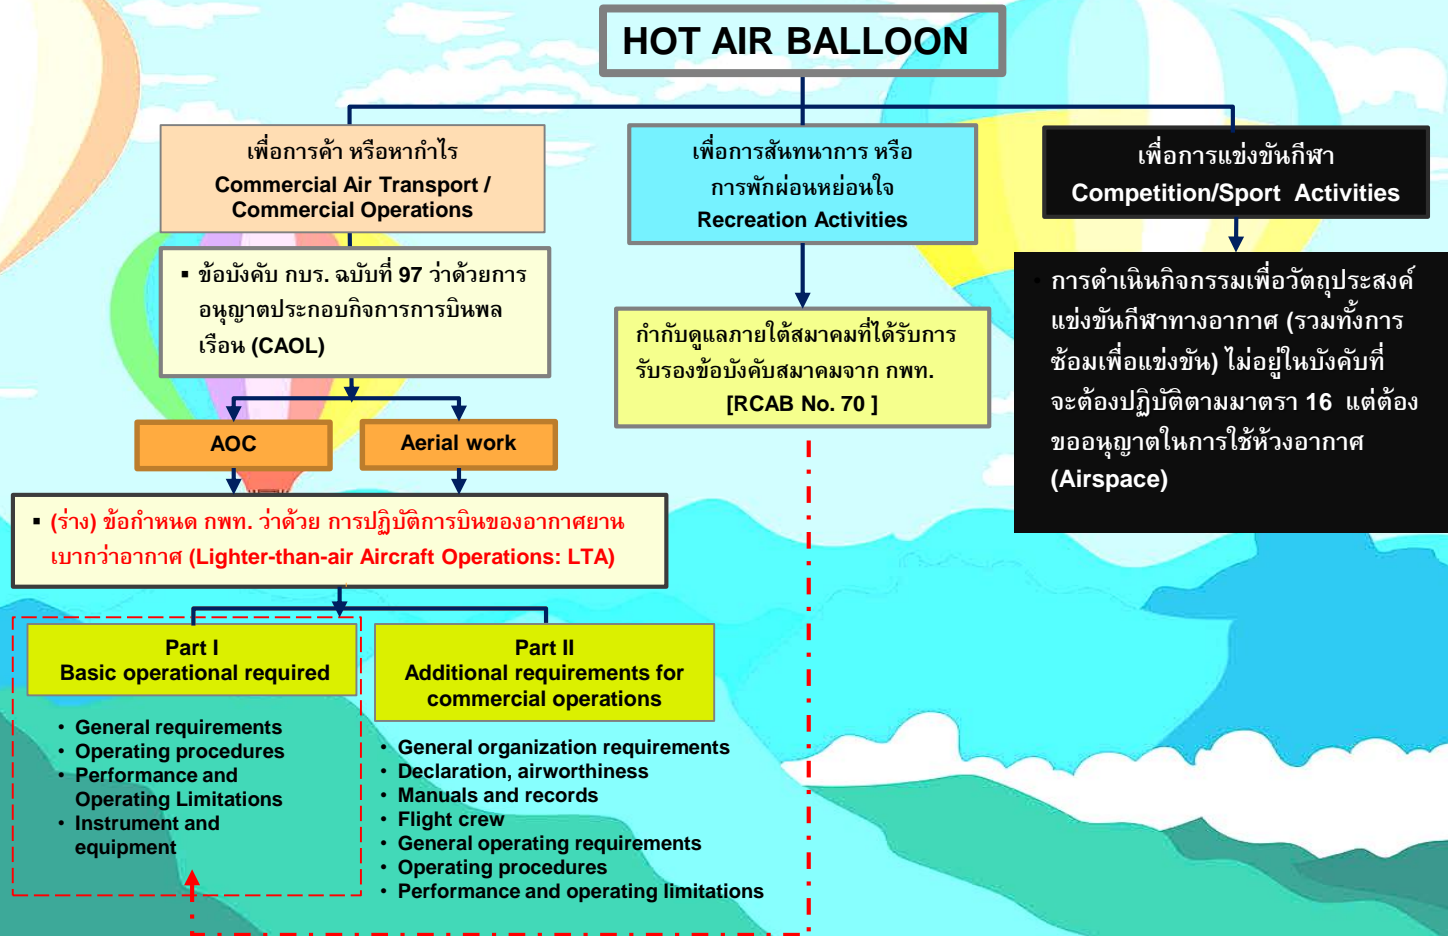 HOT AIR BALLOON
เพื่อการค้า หรือหากำไร
Commercial Air Transport /
Commercial Operations
เพื่อการสันทนาการ หรือ
การพักผ่อนหย่อนใจ
Recreation Activities
เพื่อการแข่งขันกีฬา
Competition/Sport Activities
▪ ข้อบังคับ กบร. ฉบับที่ 97 ว่าด้วยการ
อนุญาตประกอบกิจการการบินพล
เรือน (CAOL)
กำกับดูแลภายใต้สมาคมที่ได้รับการ
รับรองข้อบังคับสมาคมจาก กพท.
[RCAB No. 70 ]
▪ การดำเนินกิจกรรมเพื่อวัตถุประสงค์
แข่งขันกีฬาทางอากาศ (รวมทั้งการ
ซ้อมเพื่อแข่งขัน) ไม่อยู่ในบังคับที่
จะต้องปฏิบัติตามมาตรา 16 แต่ต้อง
ขออนุญาตในการใช้ห้วงอากาศ
(Airspace)
AOC
Aerial work
▪ (ร่าง) ข้อกำหนด กพท. ว่าด้วย การปฏิบัติการบินของอากาศยาน
เบากว่าอากาศ (Lighter-than-air Aircraft Operations: LTA)
Part I
Basic operational required
• General requirements
• Operating procedures
• Performance and
Operating Limitations
• Instrument and
equipment
Part II
Additional requirements for
commercial operations
• General organization requirements
• Declaration, airworthiness
• Manuals and records
• Flight crew
• General operating requirements
• Operating procedures
• Performance and operating limitations